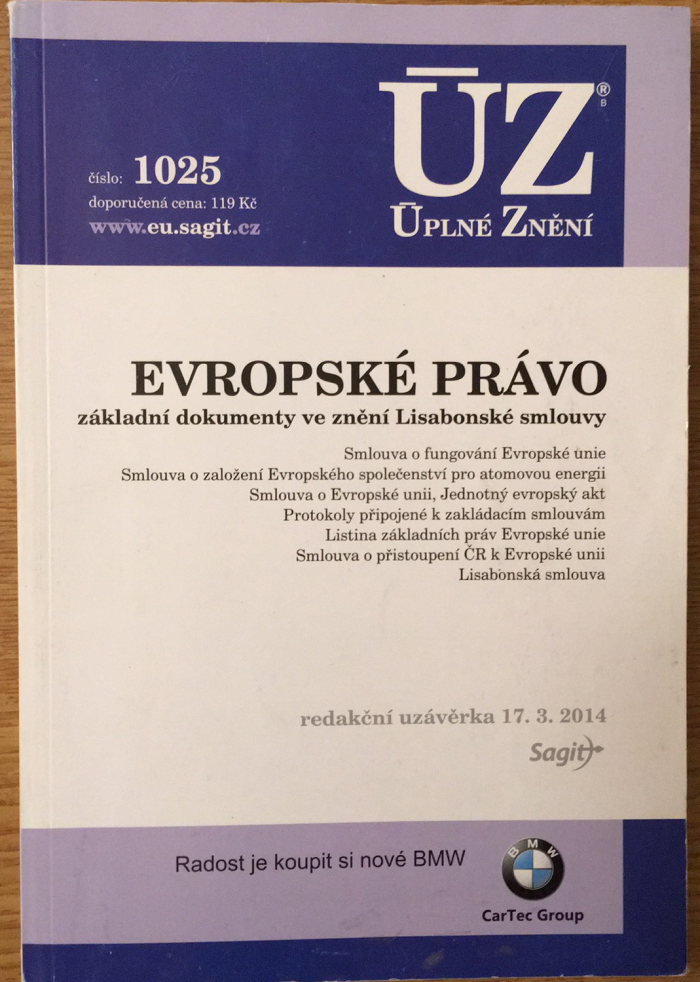 ŪZ
®
B
ŪPLNÉ ZNĚNÍ
číslo: 1025
doporučená cena: 119 Kč
www.eu.sagit.cz
EVROPSKÉ PRÁVO
základní dokumenty ve znění Lisabonské smlouvy
Smlouva o fungování Evropské unie
Smlouva o založení Evropského společenství pro atomovou energii
Smlouva o Evropské unii, Jednotný evropský akt
Protokoly připojené k zakládacím smlouvám
Listina základních práv Evropské unie
Smlouva o přistoupení ČR k Evropské unii
Lisabonská smlouva
redakční uzávěrka 17. 3. 2014
Sagit
Radost je koupit si nové BMW
BMW
CarTec Group